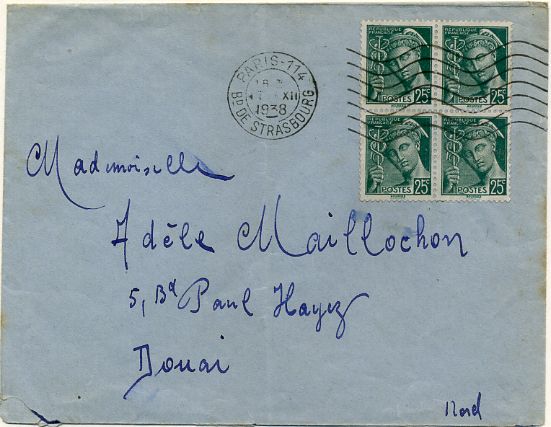 PARIS-114
XII
1938
Bd DE STRASBOURG
REPUBLIQUE FRANÇAISE
POSTES 25c
REPUBLIQUE FRANÇAISE
POSTES 25c
REPUBLIQUE FRANÇAISE
POSTES 25c
REPUBLIQUE FRANÇAISE
POSTES 25c
Mademoiselle
Adèle Maillochon
5, Bd Paul Hayez
Douai
Nord